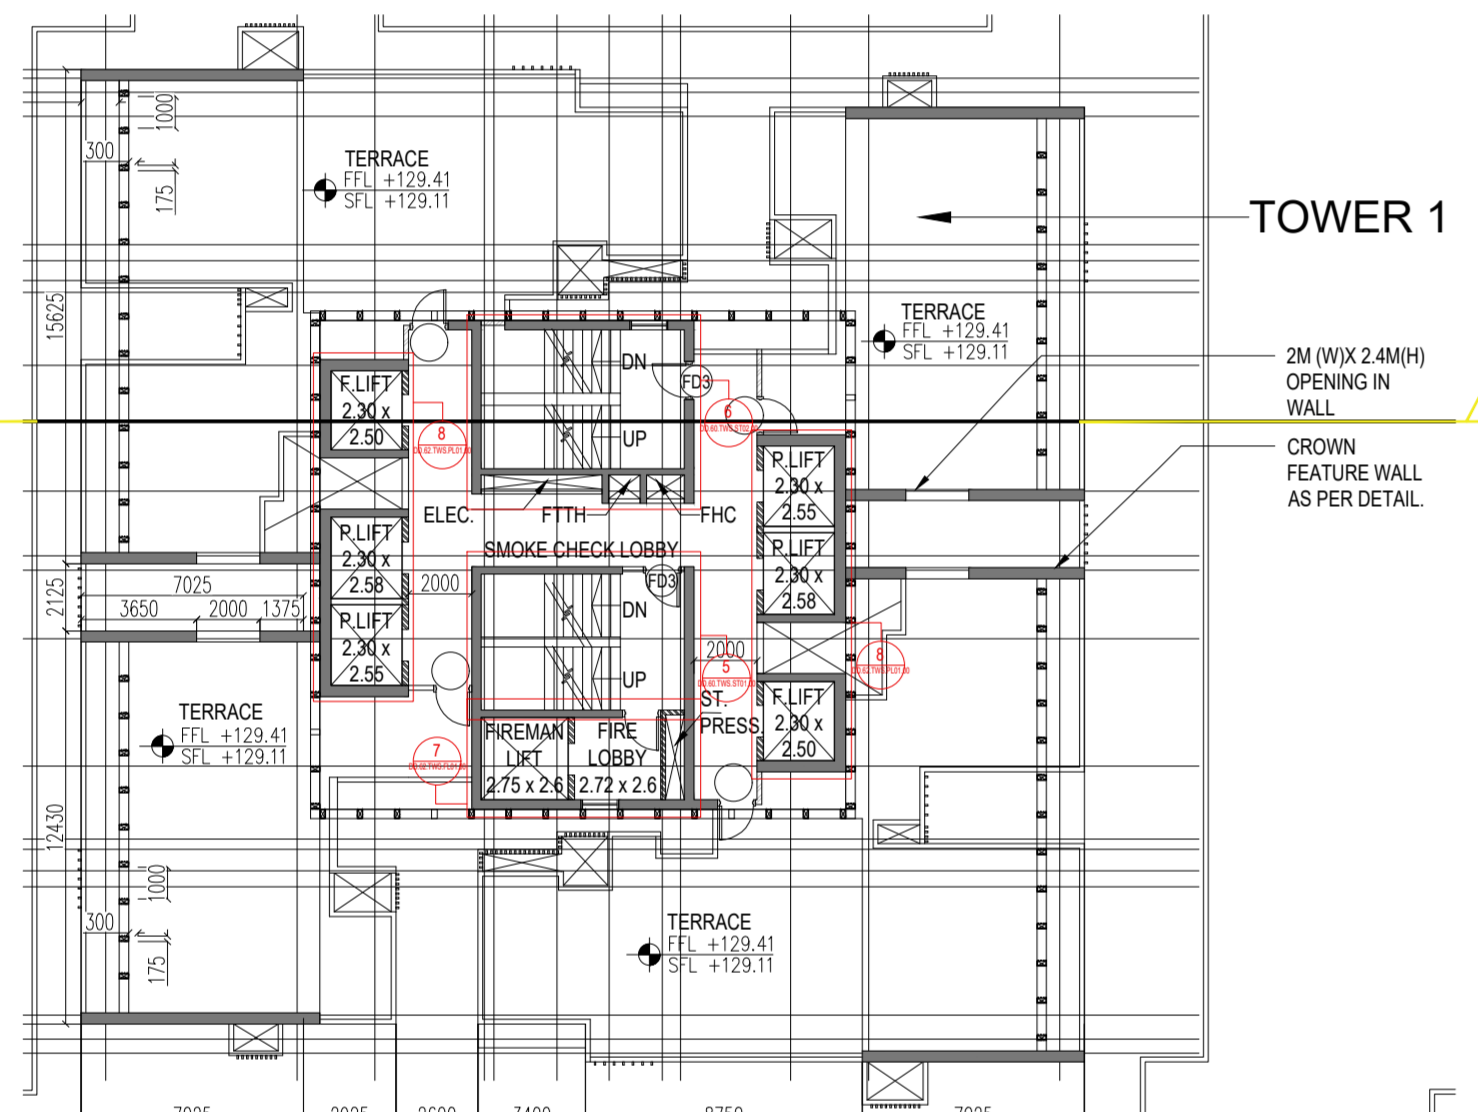 TERRACE
FFL +129.41
SFL +129.11
TOWER 1
TERRACE
FFL +129.41
SFL +129.11
2M (W)X 2.4M(H)
OPENING IN
WALL
CROWN
FEATURE WALL
AS PER DETAIL.
1000
300
175
15625
F.LIFT
2.30 x
2.50
8
DN
UP
FD3
6
P.LIFT
2.30 x
2.55
P.LIFT
2.30 x
2.58
ELEC.
FTTH
FHC
SMOKE CHECK LOBBY
P.LIFT
2.30 x
2.58
P.LIFT
2.30 x
2.55
2000
FD3
DN
UP
7025
3650
2000
1375
2125
2000
5
8
ST.
PRESS.
F.LIFT
2.30 x
2.50
TERRACE
FFL +129.41
SFL +129.11
7
FIREMAN
LIFT
2.75 x 2.6
FIRE
LOBBY
2.72 x 2.6
12430
1000
300
175
TERRACE
FFL +129.41
SFL +129.11